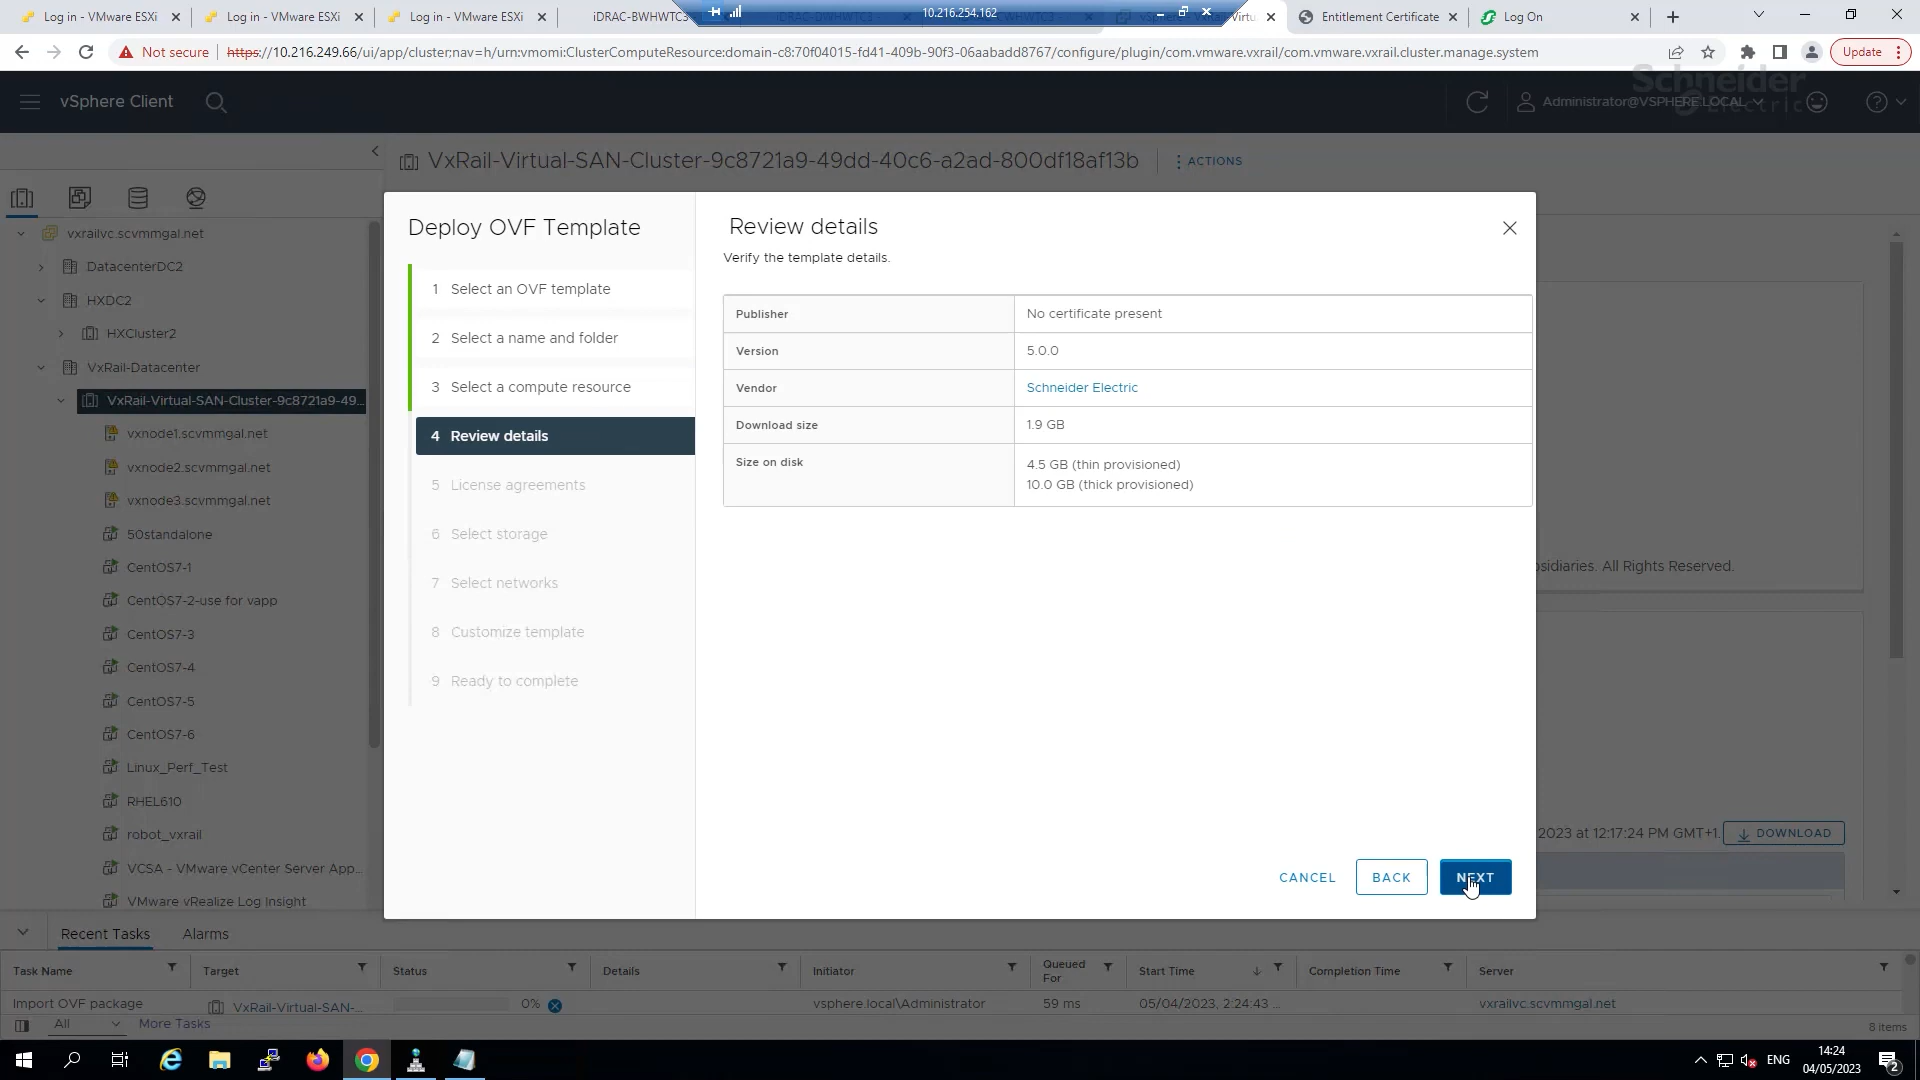 Log in - VMware ESXi
Log in - VMware ESXi
Log in - VMware ESXi
iDRAC-BWHWTC3
10.216.254.162
Entitlement Certificate
Log On
Not secure
https://10.216.249.66/ui/app/cluster;nav=h/urn:vmomi:ClusterComputeResource:domain-c8:70f04015-fd41-409b-90f3-06aabadd8767/configure/plugin/com.vmware.vxrail/com.vmware.vxrail.cluster.manage.system
Update
vSphere Client
Administrator@VSPHERE.LOCAL
Schneider
Electric
VxRail-Virtual-SAN-Cluster-9c8721a9-49dd-40c6-a2ad-800df18af13b
ACTIONS
vxrailvc.scvmmgal.net
DatacenterDC2
HXDC2
HXCluster2
VxRail-Datacenter
VxRail-Virtual-SAN-Cluster-9c8721a9-49...
vxnode1.scvmmgal.net
vxnode2.scvmmgal.net
vxnode3.scvmmgal.net
50standalone
CentOS7-1
CentOS7-2-use for vapp
CentOS7-3
CentOS7-4
CentOS7-5
CentOS7-6
Linux_Perf_Test
RHEL610
robot_vxrail
VCSA - VMware vCenter Server App...
VMware vRealize Log Insight
Deploy OVF Template
1 Select an OVF template
2 Select a name and folder
3 Select a compute resource
4 Review details
5 License agreements
6 Select storage
7 Select networks
8 Customize template
9 Ready to complete
Review details
Verify the template details.
Publisher No certificate present
Version 5.0.0
Vendor Schneider Electric
Download size 1.9 GB
Size on disk 4.5 GB (thin provisioned)
10.0 GB (thick provisioned)
CANCEL BACK NEXT
sidiaries. All Rights Reserved.
2023 at 12:17:24 PM GMT+1. DOWNLOAD
Recent Tasks Alarms
Task Name Target Status Details Initiator Queued For Start Time Completion Time Server
Import OVF package VxRail-Virtual-SAN-... 0% vsphere.local\Administrator 59 ms 05/04/2023, 2:24:43 ... vxrailvc.scvmmgal.net
All More Tasks 8 items
ENG
14:24
04/05/2023
2